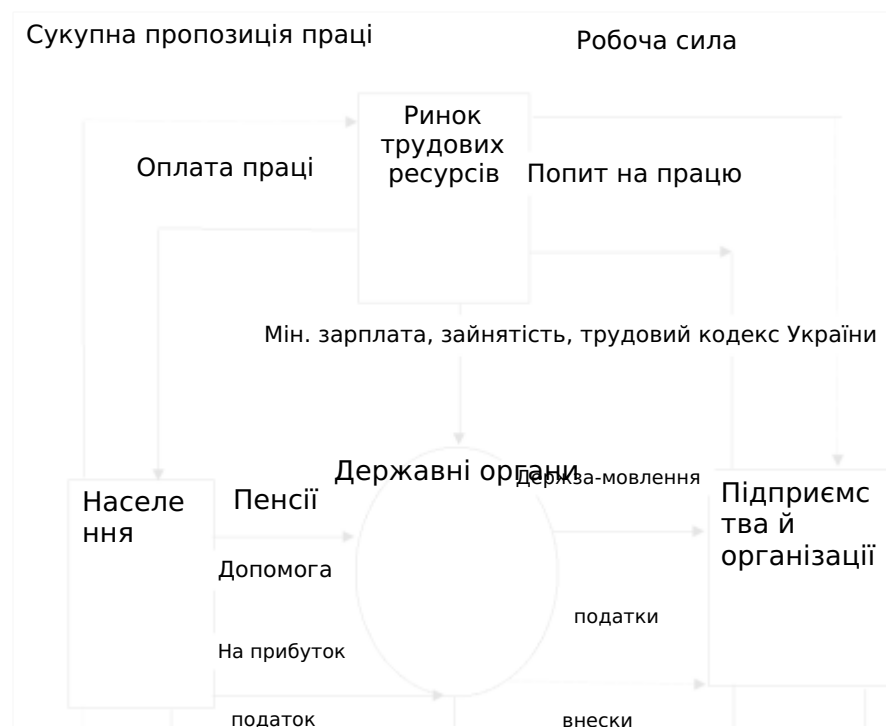 Сукупна пропозиція праці
Робоча сила
Ринок
трудових
ресурсів
Оплата праці
Попит на працю
Мін. зарплата, зайнятість, трудовий кодекс України
Державні органи
Держза-мовлення
Населе
ння
Пенсії
Підприємс
тва й
організації
Допомога
податки
На прибуток
податок
внески